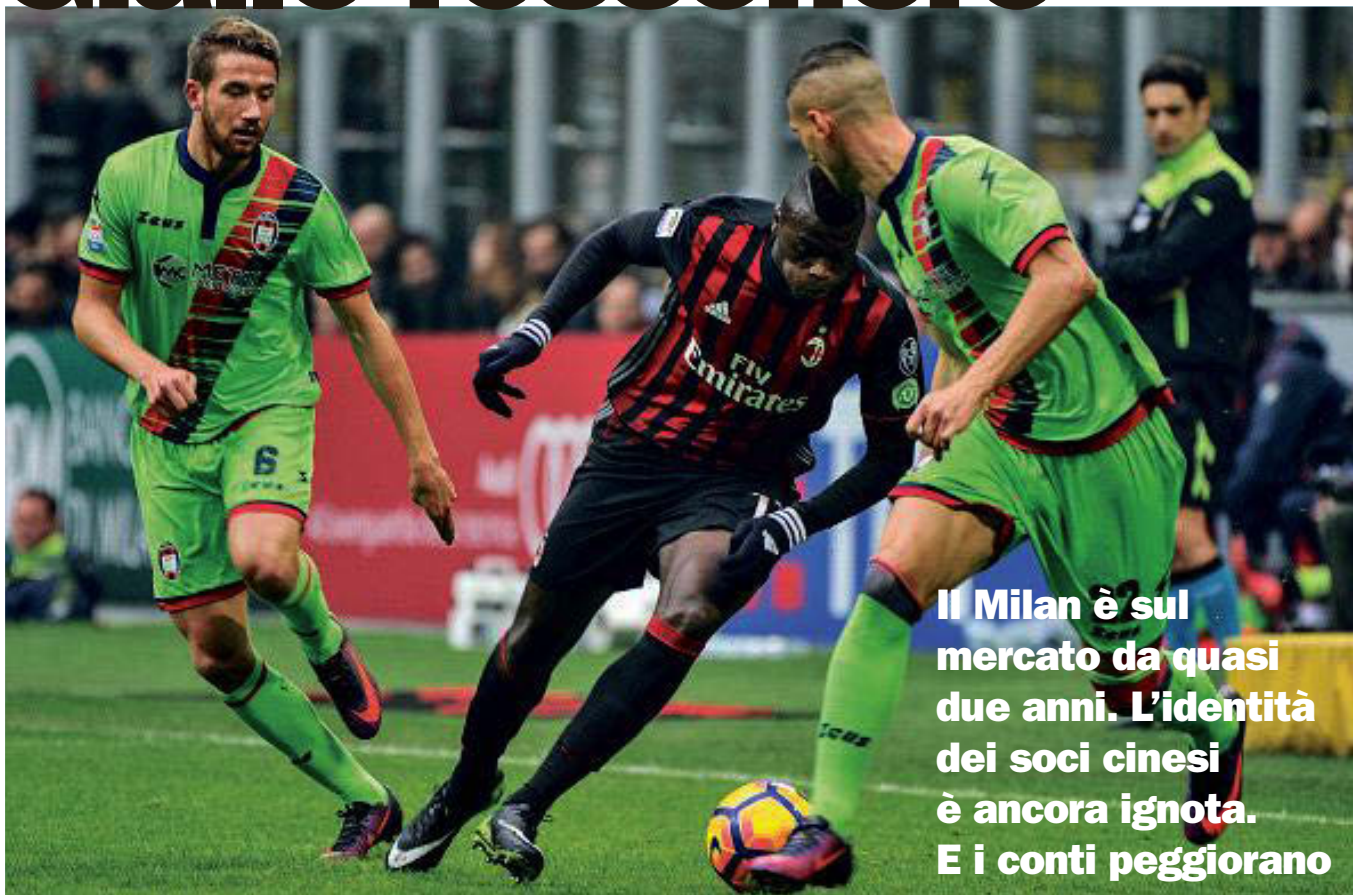 Zeus
6
Fly
Emirates
Zeus
Il Milan è sul
mercato da quasi
due anni. L’identità
dei soci cinesi
è ancora ignota.
E i conti peggiorano